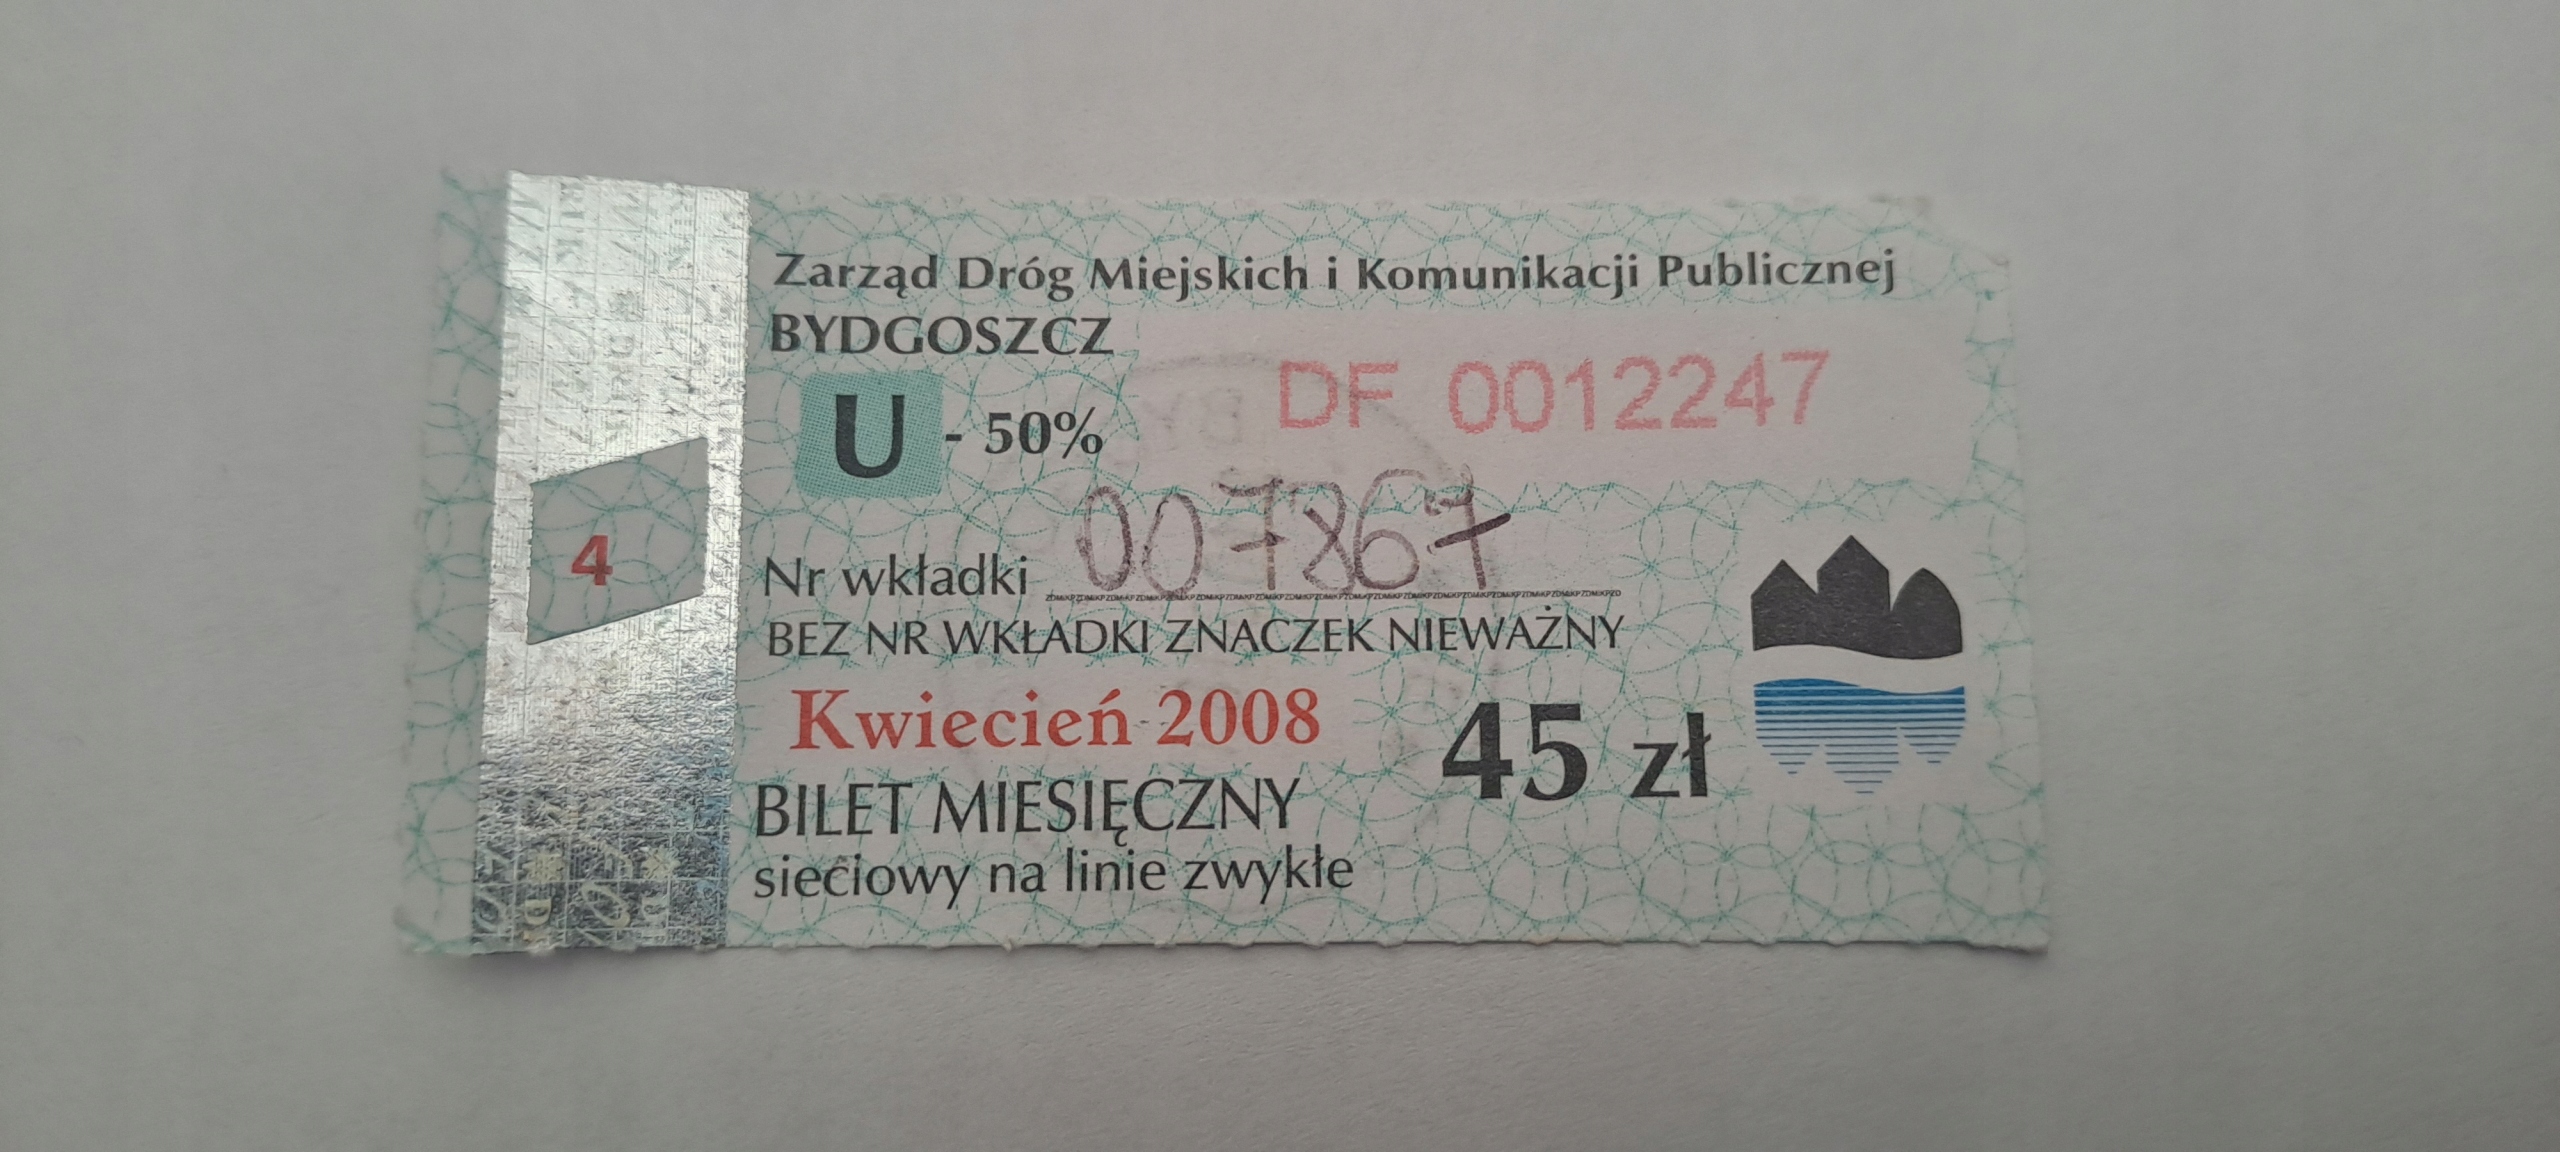 Zarząd Dróg Miejskich i Komunikacji Publicznej
BYDGOSZCZ
DF 0012247
U - 50%
4
Nr wkładki 007867
BEZ NR WKŁADKI ZNACZEK NIEWAŻNY
Kwiecień 2008
45 zł
BILET MIESIĘCZNY
sieciowy na linie zwykłe